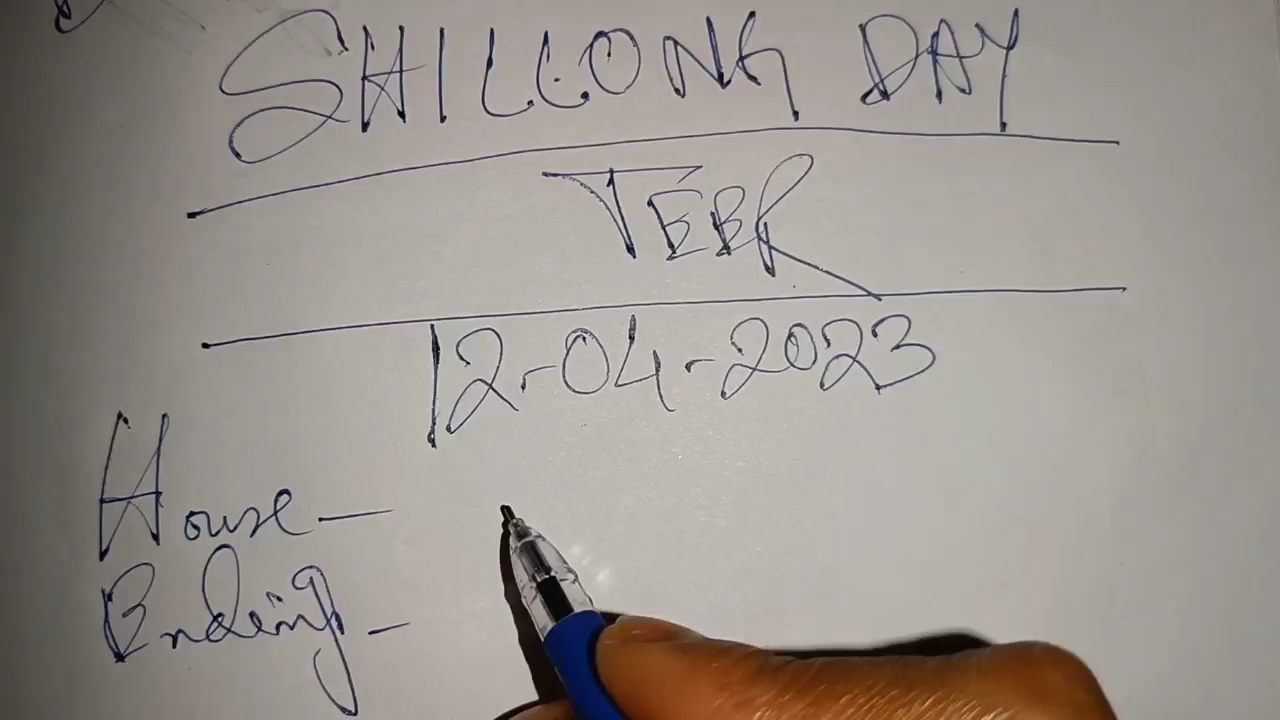 SHILLONG DAY
TEER
12-04-2023
House -
Ending -